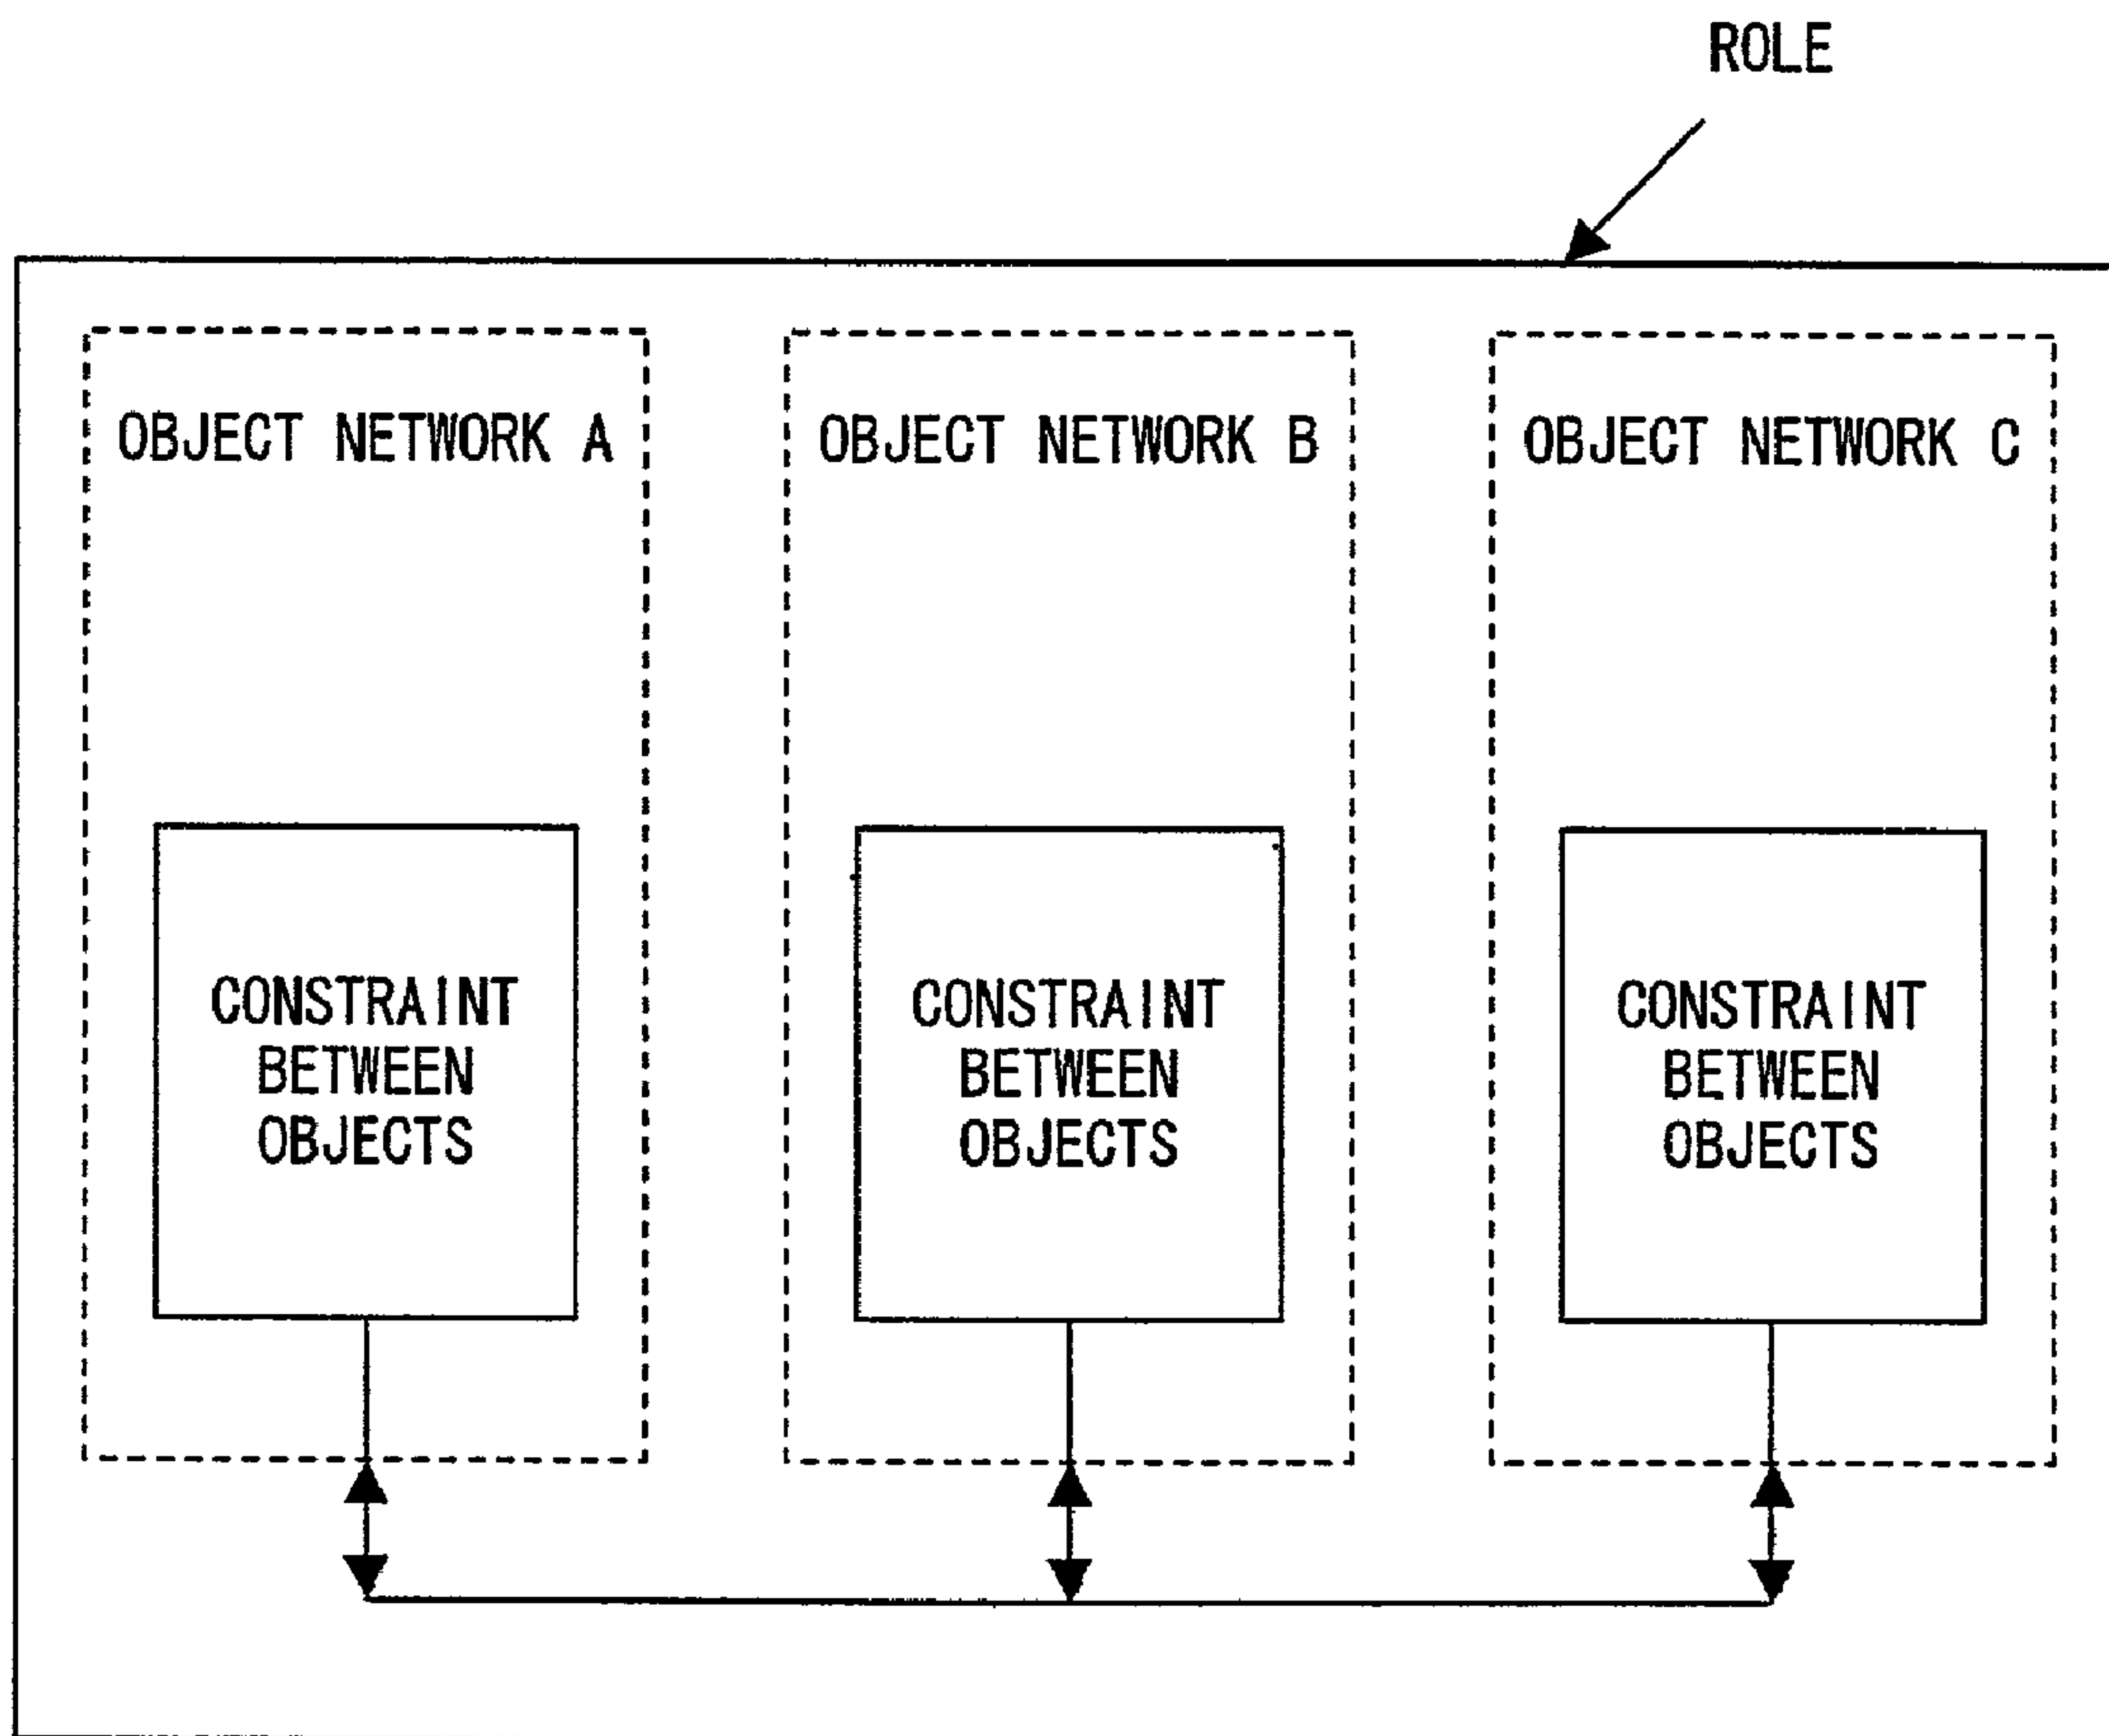 ROLE
OBJECT NETWORK A
OBJECT NETWORK B
OBJECT NETWORK C
CONSTRAINT
BETWEEN
OBJECTS
CONSTRAINT
BETWEEN
OBJECTS
CONSTRAINT
BETWEEN
OBJECTS